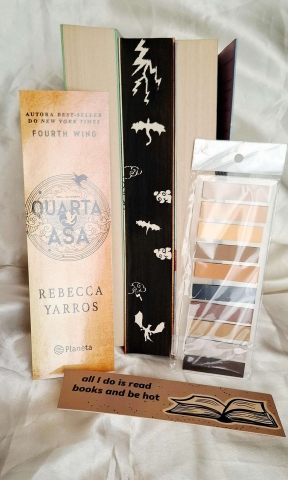 AUTORA BEST-SELLER
DO NEW YORK TIMES
FOURTH WING
QUARTA
ASA
REBECCA
YARROS
Planeta
all I do is read
books and be hot